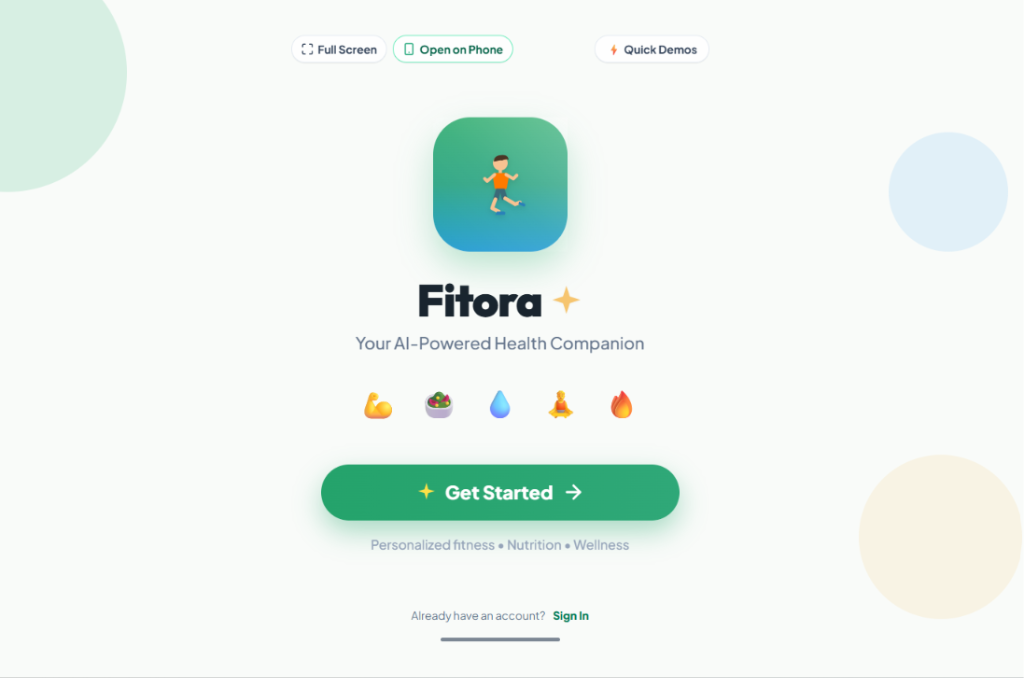 Full Screen
Open on Phone
Quick Demos
Fitora
Your AI-Powered Health Companion
Get Started →
Personalized fitness • Nutrition • Wellness
Already have an account? Sign In